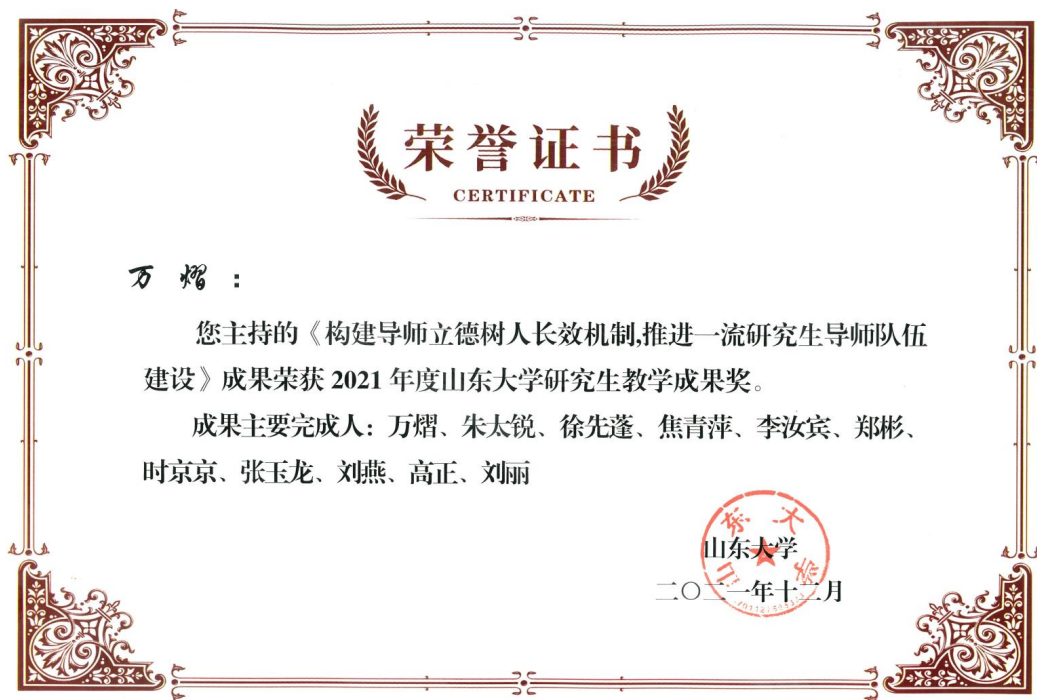 荣誉证书
CERTIFICATE
万熠：
您主持的《构建导师立德树人长效机制,推进一流研究生导师队伍
建设》成果荣获 2021 年度山东大学研究生教学成果奖。
成果主要完成人：万熠、朱太锐、徐先蓬、焦青萍、李汝宾、郑彬、
时京京、张玉龙、刘燕、高正、刘丽
山东大学
山东大学
二〇二一年十二月